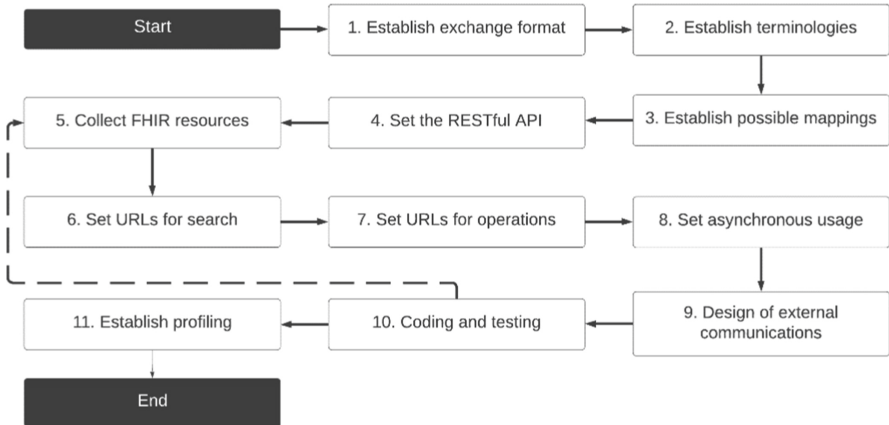 Start
1. Establish exchange format
2. Establish terminologies
3. Establish possible mappings
4. Set the RESTful API
5. Collect FHIR resources
6. Set URLs for search
7. Set URLs for operations
8. Set asynchronous usage
9. Design of external
communications
10. Coding and testing
11. Establish profiling
End